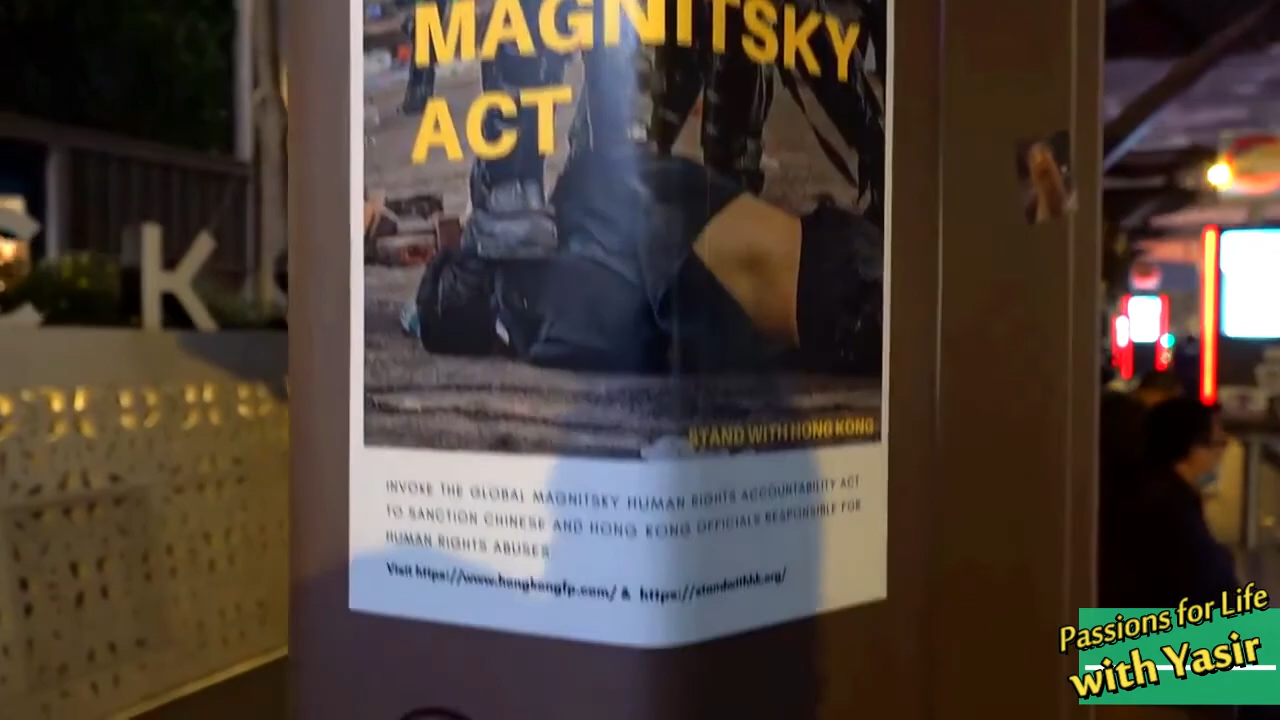 MAGNITSKY
ACT
STAND WITH HONG KONG
INVOKE THE GLOBAL MAGNITSKY HUMAN RIGHTS ACCOUNTABILITY ACT
TO SANCTION CHINESE AND HONG KONG OFFICIALS RESPONSIBLE FOR
HUMAN RIGHTS ABUSES
Visit https://www.hongkongfp.com/ & https://standwithhk.org/
K
Passions for Life
with Yasir